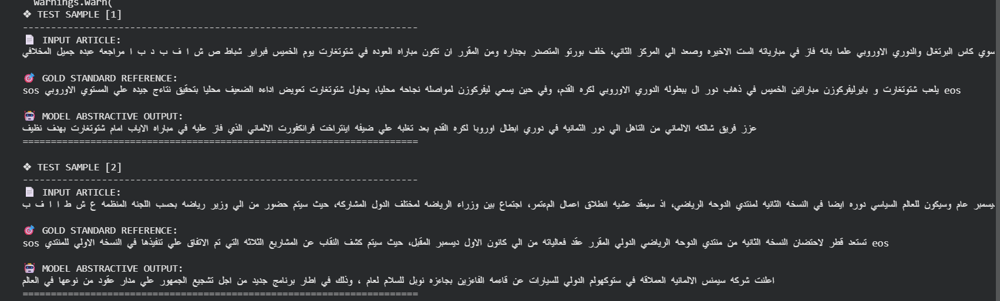 warnings.warn(
❖ TEST SAMPLE [1]
----------------------------------------------------------------------
📄 INPUT ARTICLE:
سوي كاس البرتغال والدوري الاوروبي علما بانه فاز في مبارياته الست الاخيره وصعد الي المركز الثاني، خلف بورتو المتصدر بجداره ومن المقرر ان تكون مباراه العوده في شتوتغارت يوم الخميس فبراير شباط ص ش ا ف ب د ب ا مراجعه عبده جميل المخلافي
🎯 GOLD STANDARD REFERENCE:
sos يلعب شتوتغارت و بايرليفركوزن مباراتين الخميس في ذهاب دور ال ببطوله الدوري الاوروبي لكره القدم، وفي حين يسعي ليفركوزن لمواصله نجاحه محليا، يحاول شتوتغارت تعويض اداءه الضعيف محليا بتحقيق نتاءج جيده علي المستوي الاوروبي eos
🤖 MODEL ABSTRACTIVE OUTPUT:
عزز فريق شالكه الالماني من التاهل الي دور الثمانيه في دوري ابطال اوروبا لكره القدم بعد تغلبه علي ضيفه اينتراخت فرانكفورت الالماني الذي فاز عليه في مباراه الاياب امام شتوتغارت بهدف نظيف
======================================================================
❖ TEST SAMPLE [2]
----------------------------------------------------------------------
📄 INPUT ARTICLE:
يسمبر عام وسيكون للعالم السياسي دوره ايضا في النسخه الثانيه لمنتدي الدوحه الرياضي، اذ سيعقد عشيه انطلاق اعمال المءتمر، اجتماع بين وزراء الرياضه لمختلف الدول المشاركه، حيث سيتم حضور من الي وزير رياضه بحسب اللجنه المنظمه ع ش ط ا ا ف ب
🎯 GOLD STANDARD REFERENCE:
sos تستعد قطر لاحتضان النسخه الثانيه من منتدي الدوحه الرياضي الدولي المقرر عقد فعالياته من الي كانون الاول ديسمبر المقبل، حيث سيتم كشف النقاب عن المشاريع الثلاثه التي تم الاتفاق علي تنفيذها في النسخه الاولي للمنتدي eos
🤖 MODEL ABSTRACTIVE OUTPUT:
اعلنت شركه سيمنس الالمانيه العملاقه في ستوكهولم الدولي للسيارات عن قاءمه الفاءزين بجاءزه نوبل للسلام لعام ، وذلك في اطار برنامج جديد من اجل تشجيع الجمهور علي مدار عقود من نوعها في العالم
======================================================================